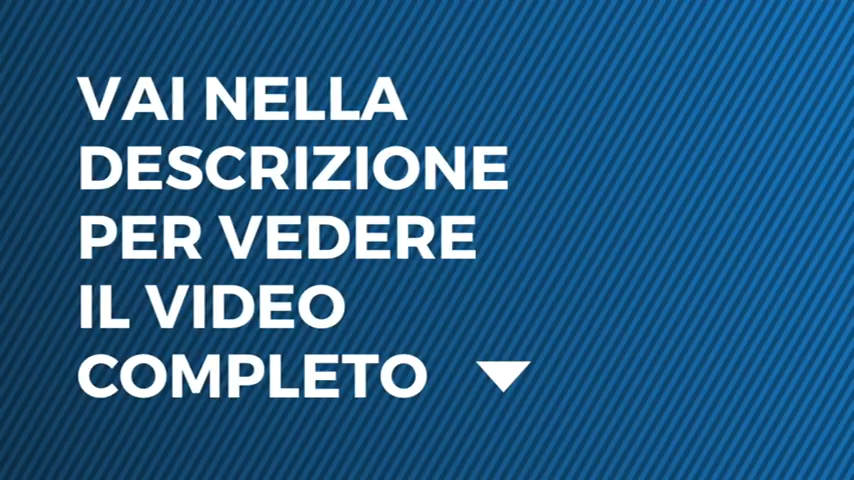 VAI NELLA
DESCRIZIONE
PER VEDERE
IL VIDEO
COMPLETO